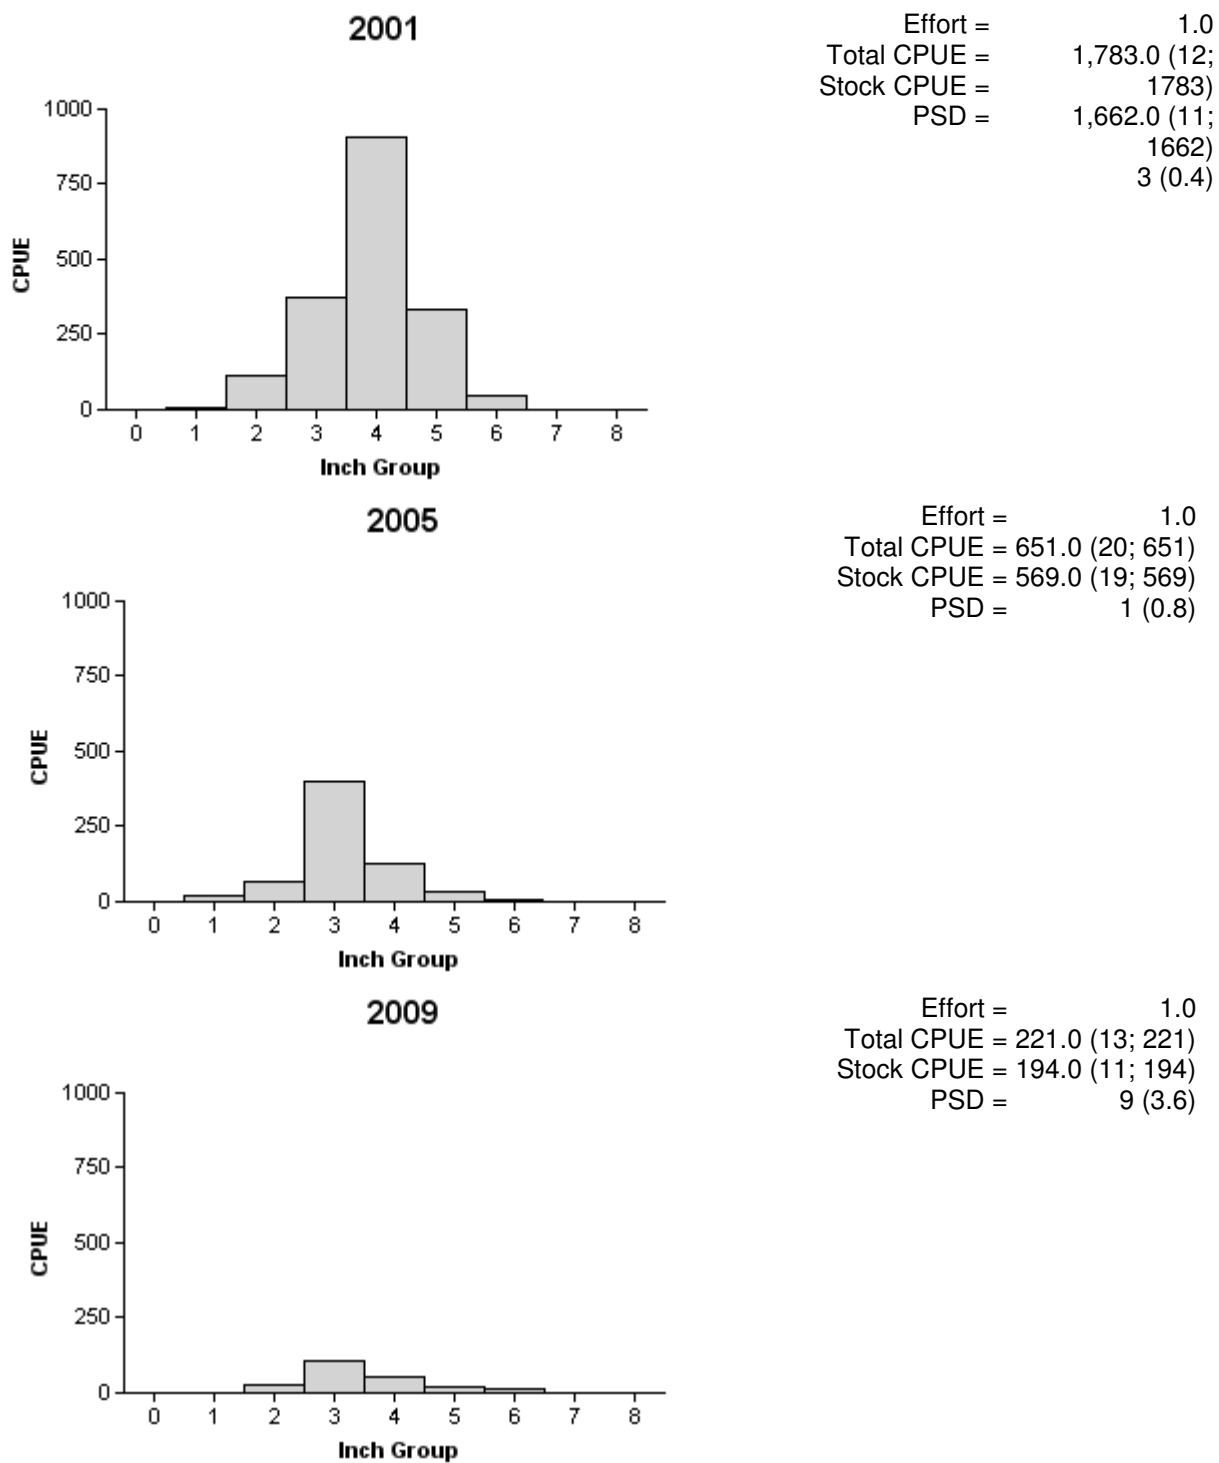 2001
Effort = 1.0
Total CPUE = 1,783.0 (12;
Stock CPUE = 1783)
PSD = 1,662.0 (11;
1662)
3 (0.4)
1000
750
500
250
0
CPUE
0 1 2 3 4 5 6 7 8
Inch Group
2005
Effort = 1.0
Total CPUE = 651.0 (20; 651)
Stock CPUE = 569.0 (19; 569)
PSD = 1 (0.8)
1000
750
500
250
0
CPUE
0 1 2 3 4 5 6 7 8
Inch Group
2009
Effort = 1.0
Total CPUE = 221.0 (13; 221)
Stock CPUE = 194.0 (11; 194)
PSD = 9 (3.6)
1000
750
500
250
0
CPUE
0 1 2 3 4 5 6 7 8
Inch Group